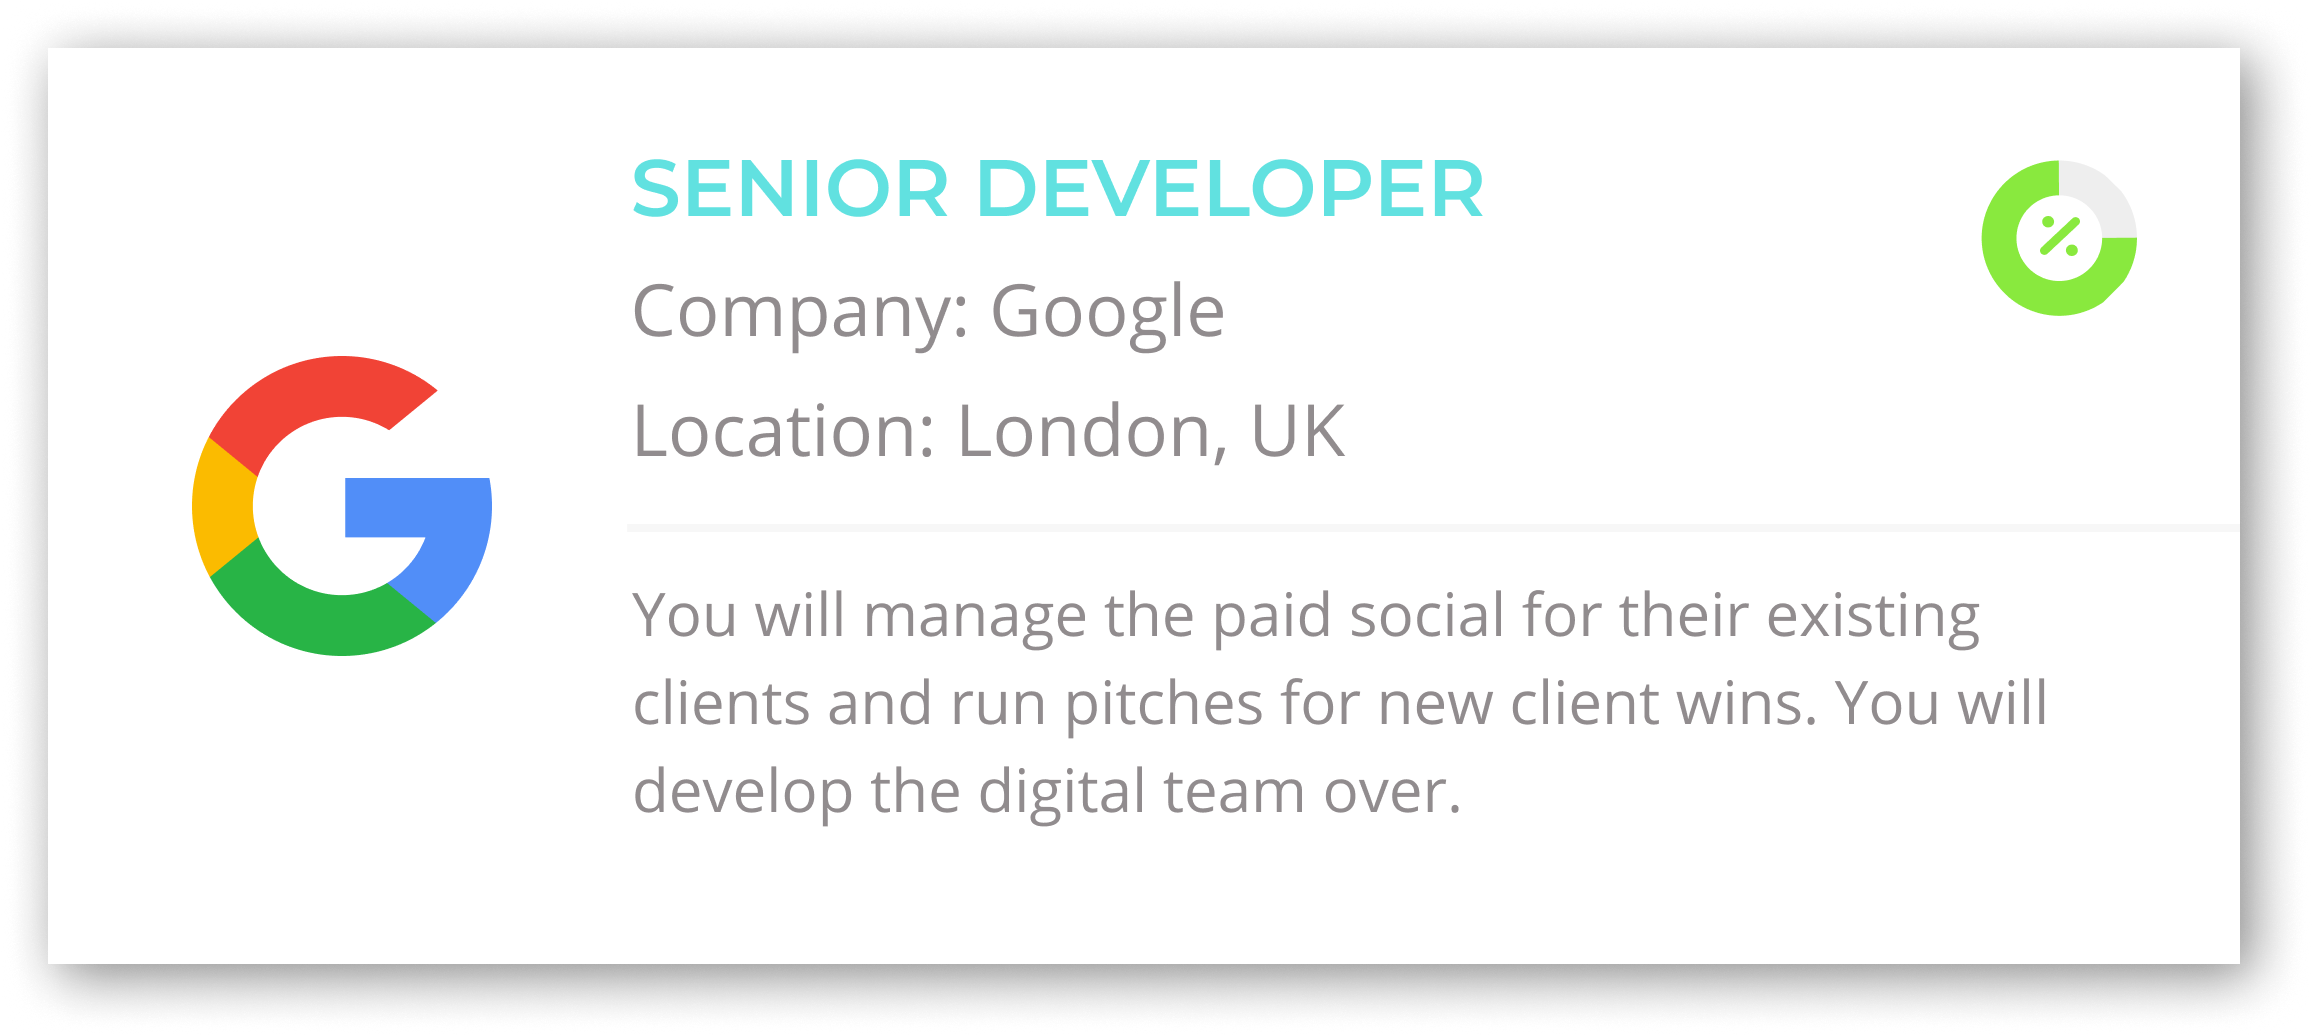 SENIOR DEVELOPER
Company: Google
Location: London, UK
%
You will manage the paid social for their existing
clients and run pitches for new client wins. You will
develop the digital team over.